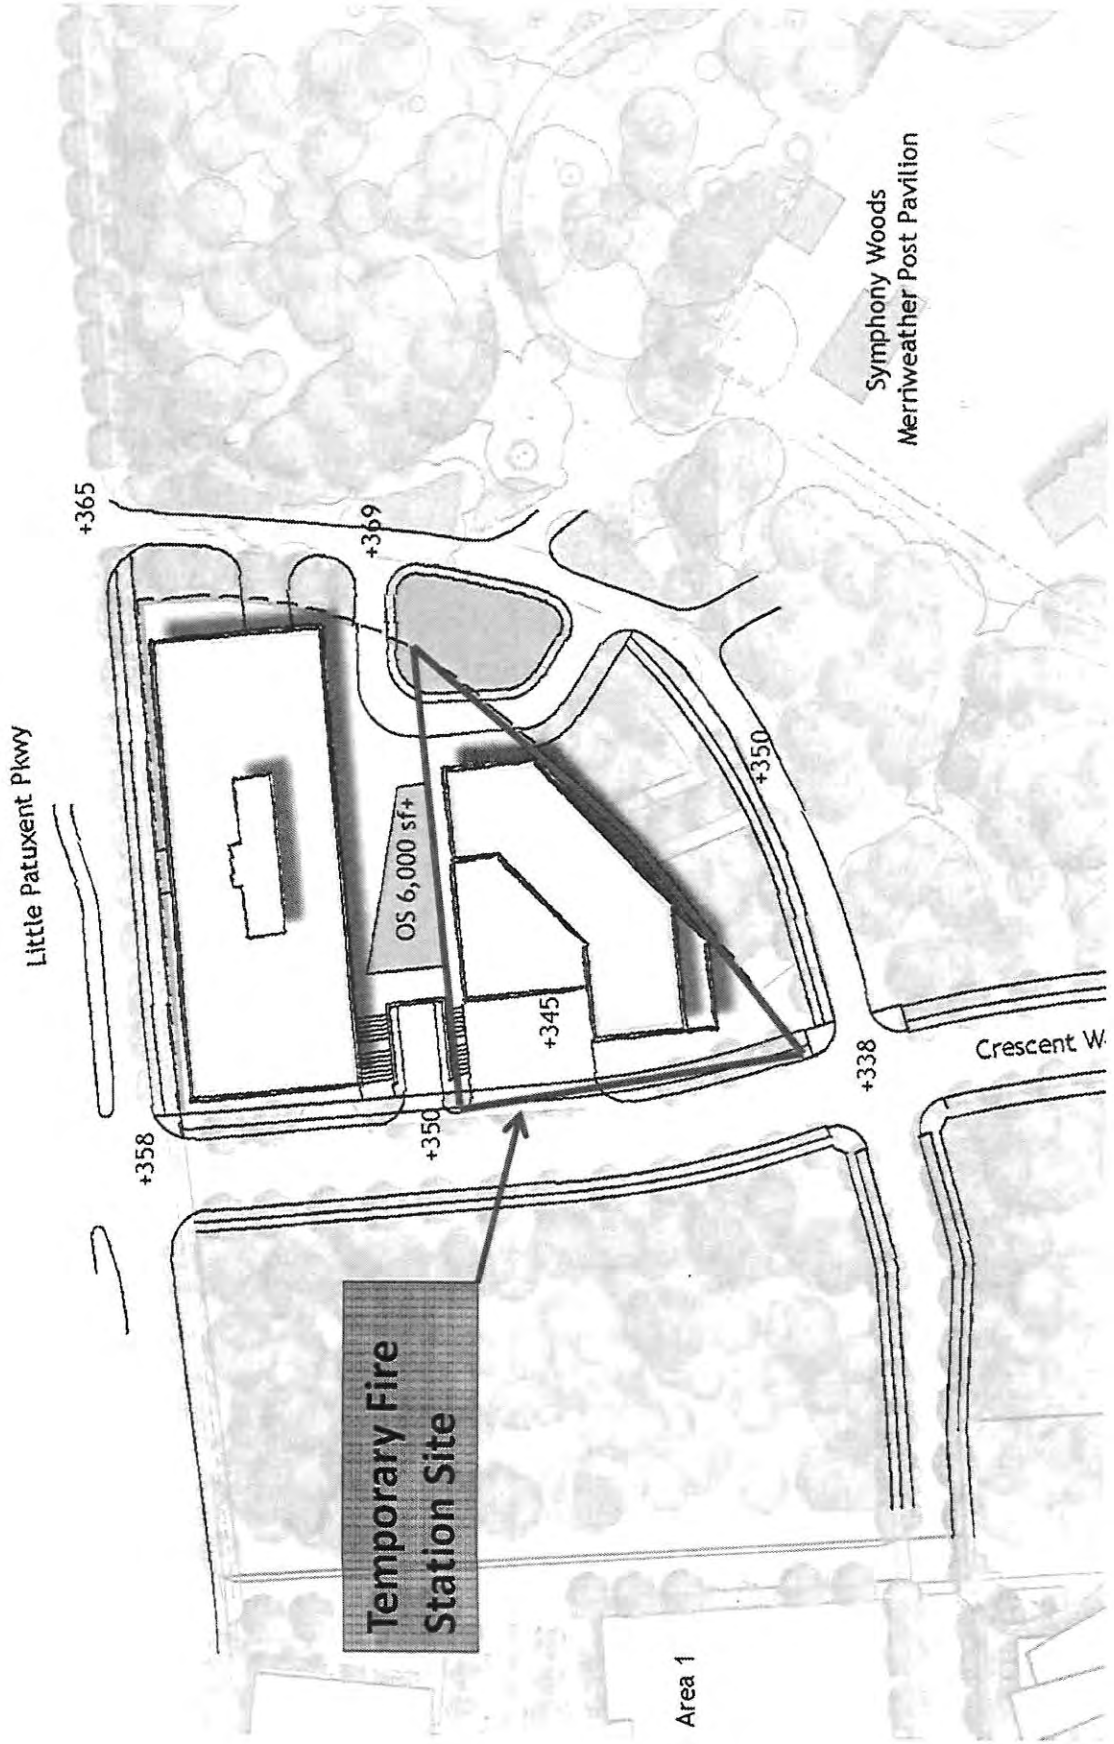 Little Patuxent Pkwy
+365
+369
+358
+350
OS 6,000 sf+
+345
+350
+338
Crescent W
Symphony Woods
Merriweather Post Pavilion
Temporary Fire
Station Site
Area 1